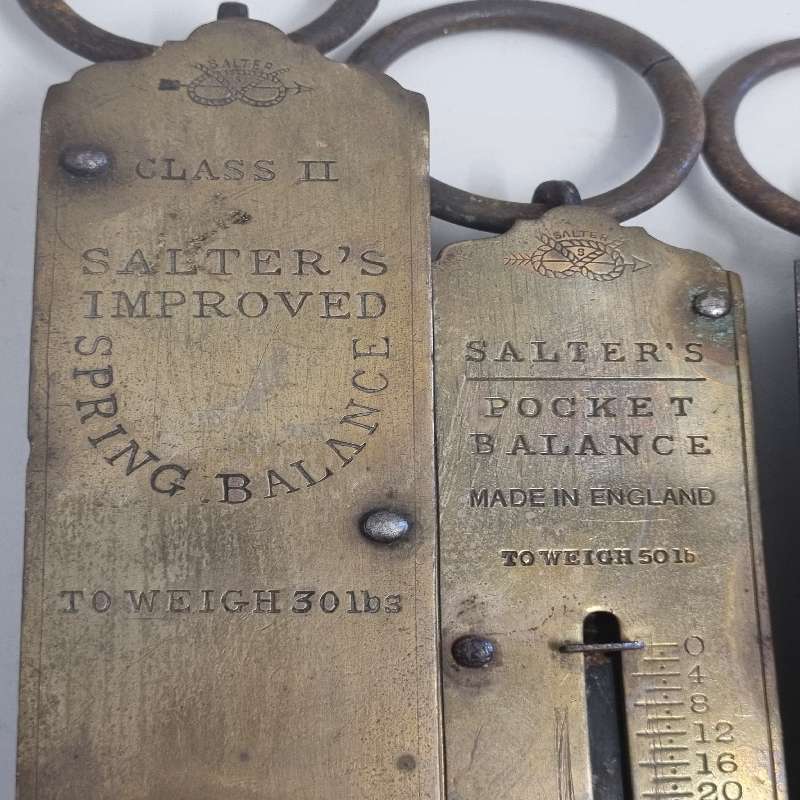 SALTER
S
CLASS II
SALTER'S
IMPROVED
SPRING BALANCE
TO WEIGH 30 lbs
SALTER
S
SALTER'S
POCKET
BALANCE
MADE IN ENGLAND
TO WEIGH 50 lb
0
4
8
12
16
20